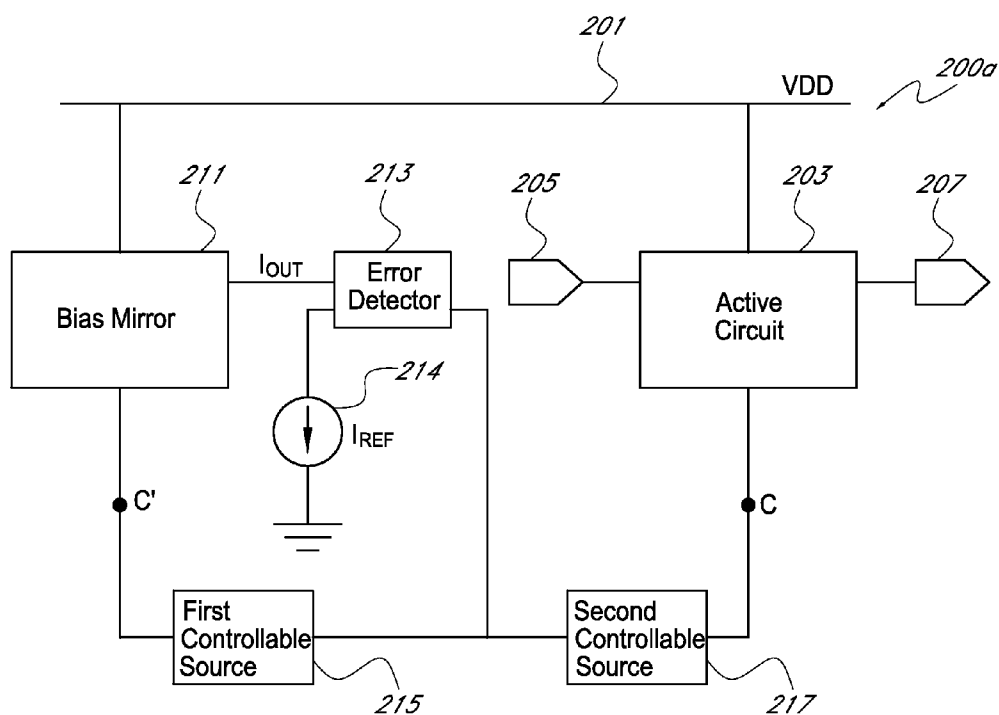 201
VDD
200a
211
213
205
203
207
Bias Mirror
IOUT
Error
Detector
Active
Circuit
214
IREF
C'
C
First
Controllable
Source
Second
Controllable
Source
215
217